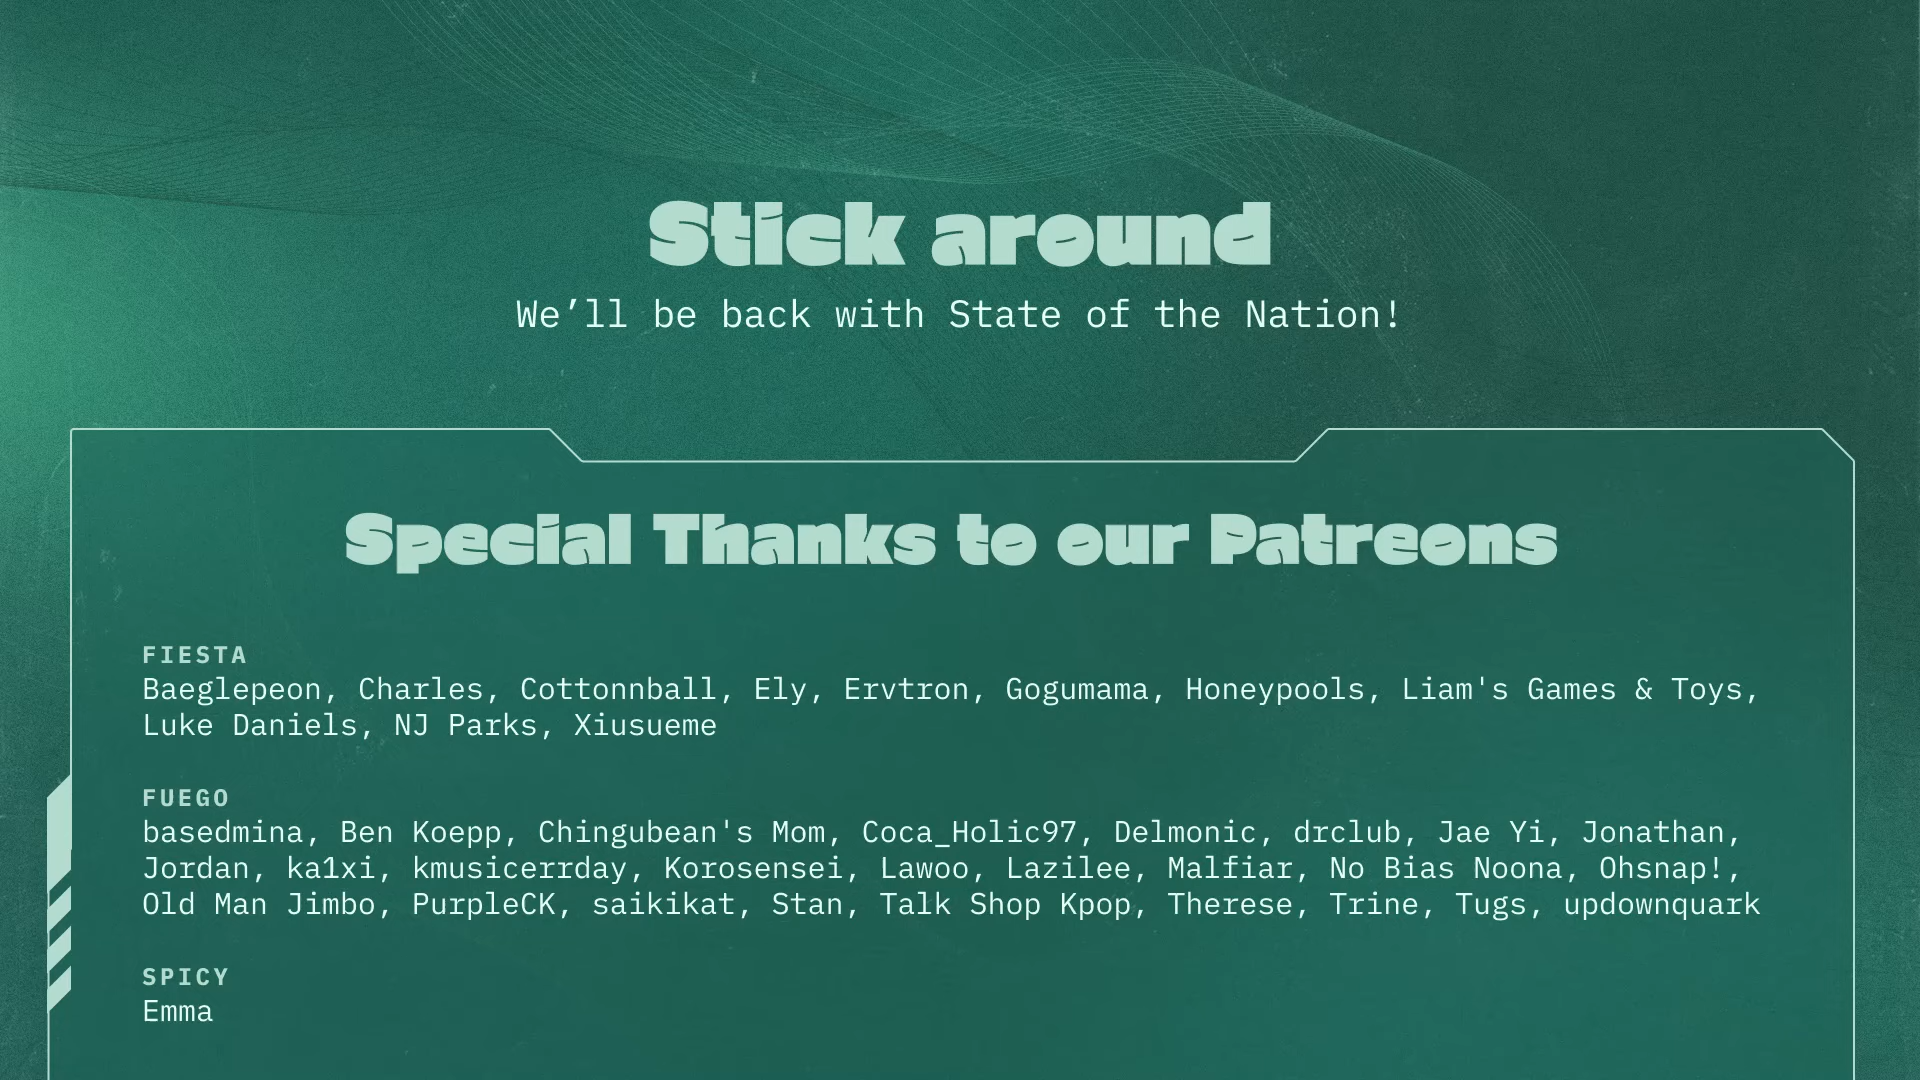 Stick around
We’ll be back with State of the Nation!
Special Thanks to our Patreons
FIESTA
Baeglepeon, Charles, Cottonnball, Ely, Ervtron, Gogumama, Honeypools, Liam's Games & Toys,
Luke Daniels, NJ Parks, Xiusueme
FUEGO
basedmina, Ben Koepp, Chingubean's Mom, Coca_Holic97, Delmonic, drclub, Jae Yi, Jonathan,
Jordan, ka1xi, kmusicerrday, Korosensei, Lawoo, Lazilee, Malfiar, No Bias Noona, Ohsnap!,
Old Man Jimbo, PurpleCK, saikikat, Stan, Talk Shop Kpop, Therese, Trine, Tugs, updownquark
SPICY
Emma